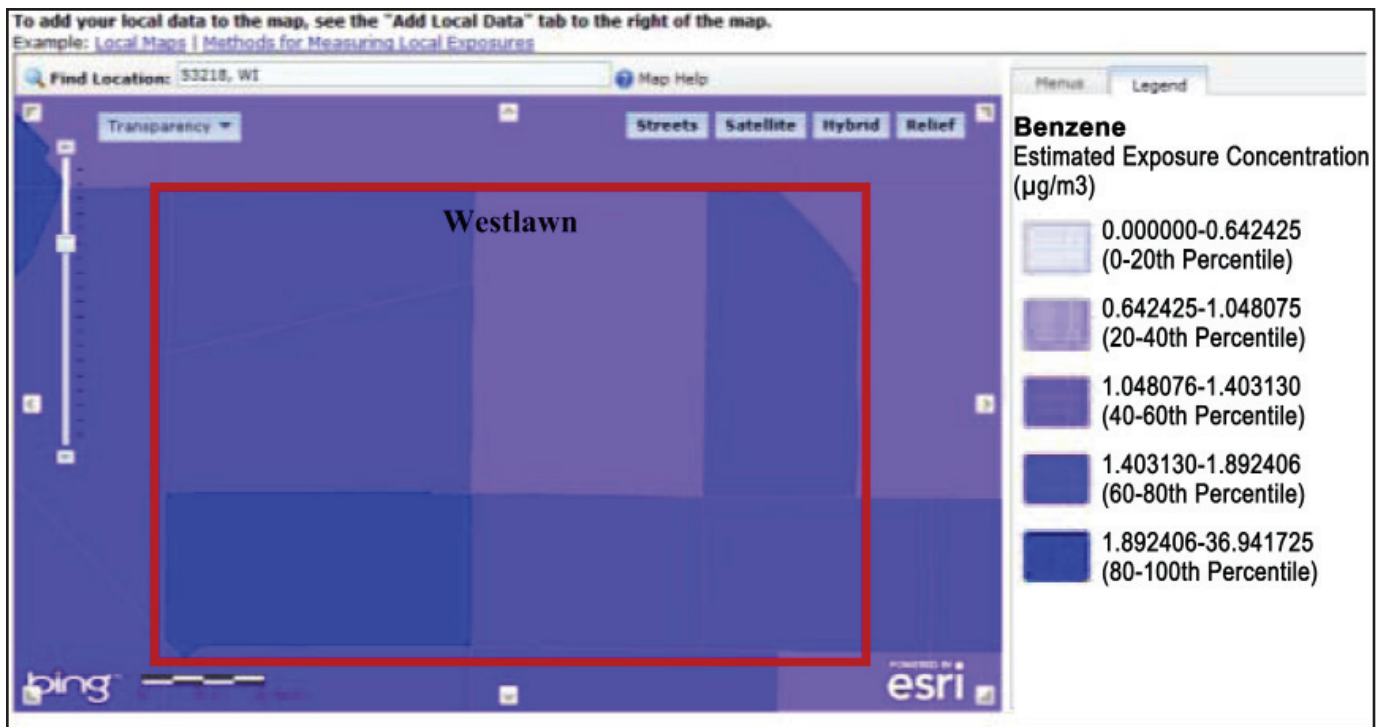 To add your local data to the map, see the "Add Local Data" tab to the right of the map.
Example: Local Maps | Methods for Measuring Local Exposures
Find Location: 53218, WI
Map Help
Menus
Legend
Transparency
Streets
Satellite
Hybrid
Relief
Westlawn
Benzene
Estimated Exposure Concentration
(µg/m3)
0.000000-0.642425
(0-20th Percentile)
0.642425-1.048075
(20-40th Percentile)
1.048076-1.403130
(40-60th Percentile)
1.403130-1.892406
(60-80th Percentile)
1.892406-36.941725
(80-100th Percentile)
bing
POWERED BY
esri